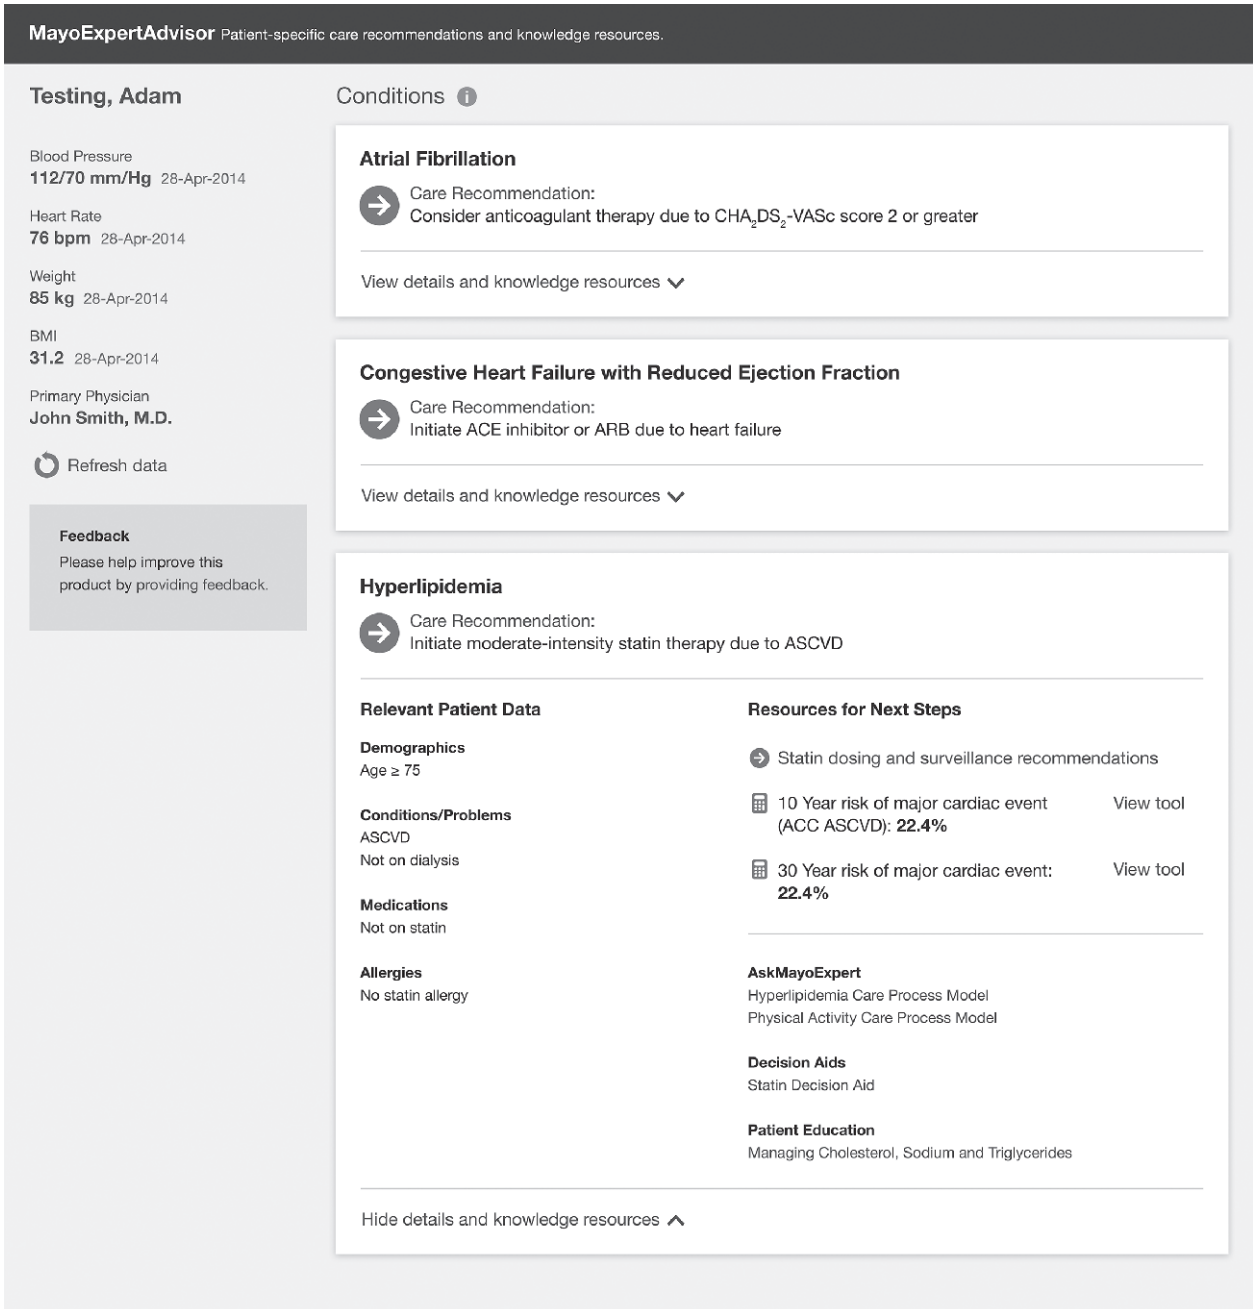 MayoExpertAdvisor Patient-specific care recommendations and knowledge resources.
Testing, Adam
Blood Pressure
112/70 mm/Hg 28-Apr-2014
Heart Rate
76 bpm 28-Apr-2014
Weight
85 kg 28-Apr-2014
BMI
31.2 28-Apr-2014
Primary Physician
John Smith, M.D.
Refresh data
Feedback
Please help improve this
product by providing feedback.
Conditions i
Atrial Fibrillation
Care Recommendation:
Consider anticoagulant therapy due to CHA₂DS₂-VASc score 2 or greater
View details and knowledge resources
Congestive Heart Failure with Reduced Ejection Fraction
Care Recommendation:
Initiate ACE inhibitor or ARB due to heart failure
View details and knowledge resources
Hyperlipidemia
Care Recommendation:
Initiate moderate-intensity statin therapy due to ASCVD
Relevant Patient Data
Demographics
Age ≥ 75
Conditions/Problems
ASCVD
Not on dialysis
Medications
Not on statin
Allergies
No statin allergy
Resources for Next Steps
Statin dosing and surveillance recommendations
10 Year risk of major cardiac event View tool
(ACC ASCVD): 22.4%
30 Year risk of major cardiac event: View tool
22.4%
AskMayoExpert
Hyperlipidemia Care Process Model
Physical Activity Care Process Model
Decision Aids
Statin Decision Aid
Patient Education
Managing Cholesterol, Sodium and Triglycerides
Hide details and knowledge resources